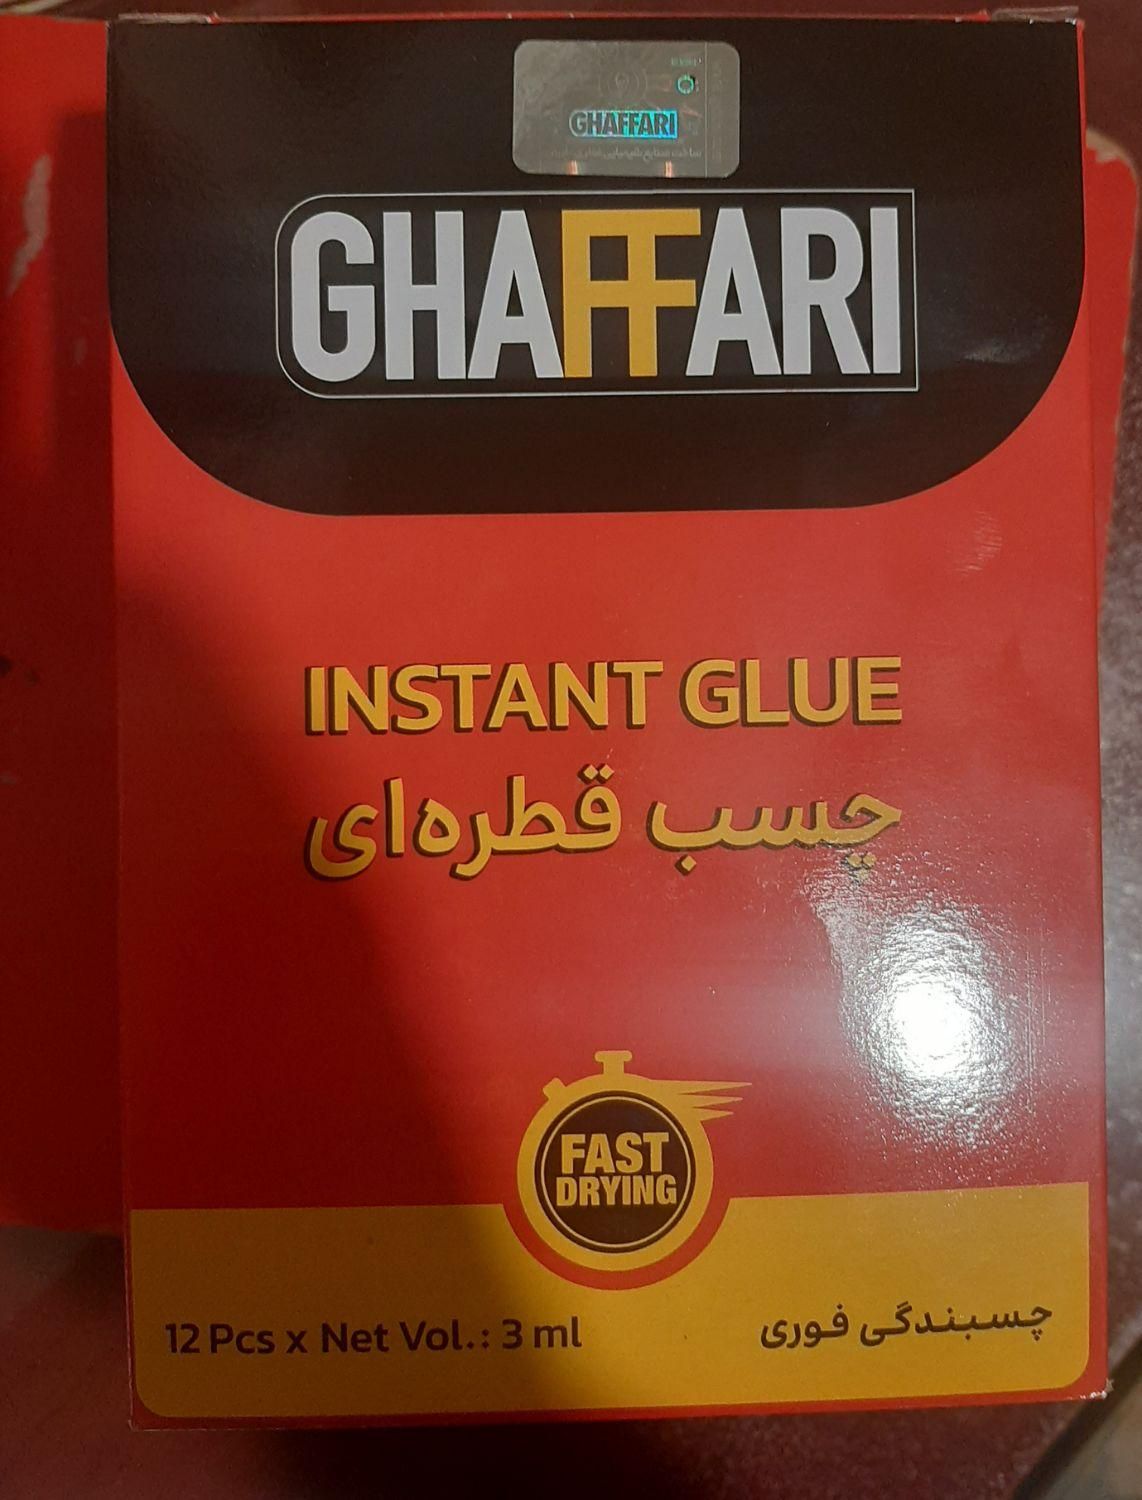 GHAFFARI
GHAFFARI
INSTANT GLUE
چسب قطره‌ای
FAST
DRYING
12 Pcs x Net Vol.: 3 ml
چسبندگی فوری